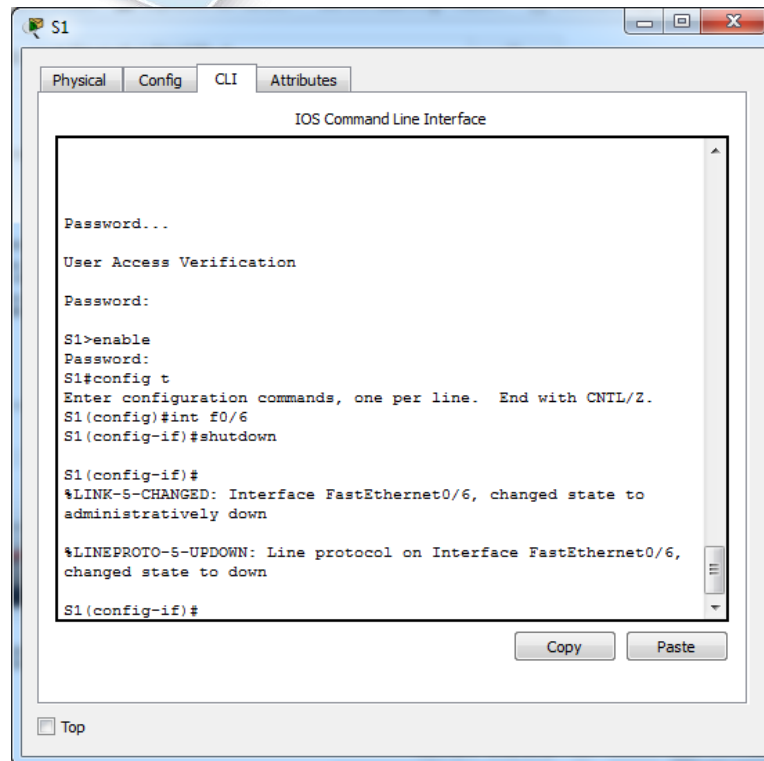 S1
Physical Config CLI Attributes
IOS Command Line Interface
Password...
User Access Verification
Password:
S1>enable
Password:
S1#config t
Enter configuration commands, one per line.  End with CNTL/Z.
S1(config)#int f0/6
S1(config-if)#shutdown
S1(config-if)#
%LINK-5-CHANGED: Interface FastEthernet0/6, changed state to
administratively down
%LINEPROTO-5-UPDOWN: Line protocol on Interface FastEthernet0/6,
changed state to down
S1(config-if)#
Copy Paste
Top